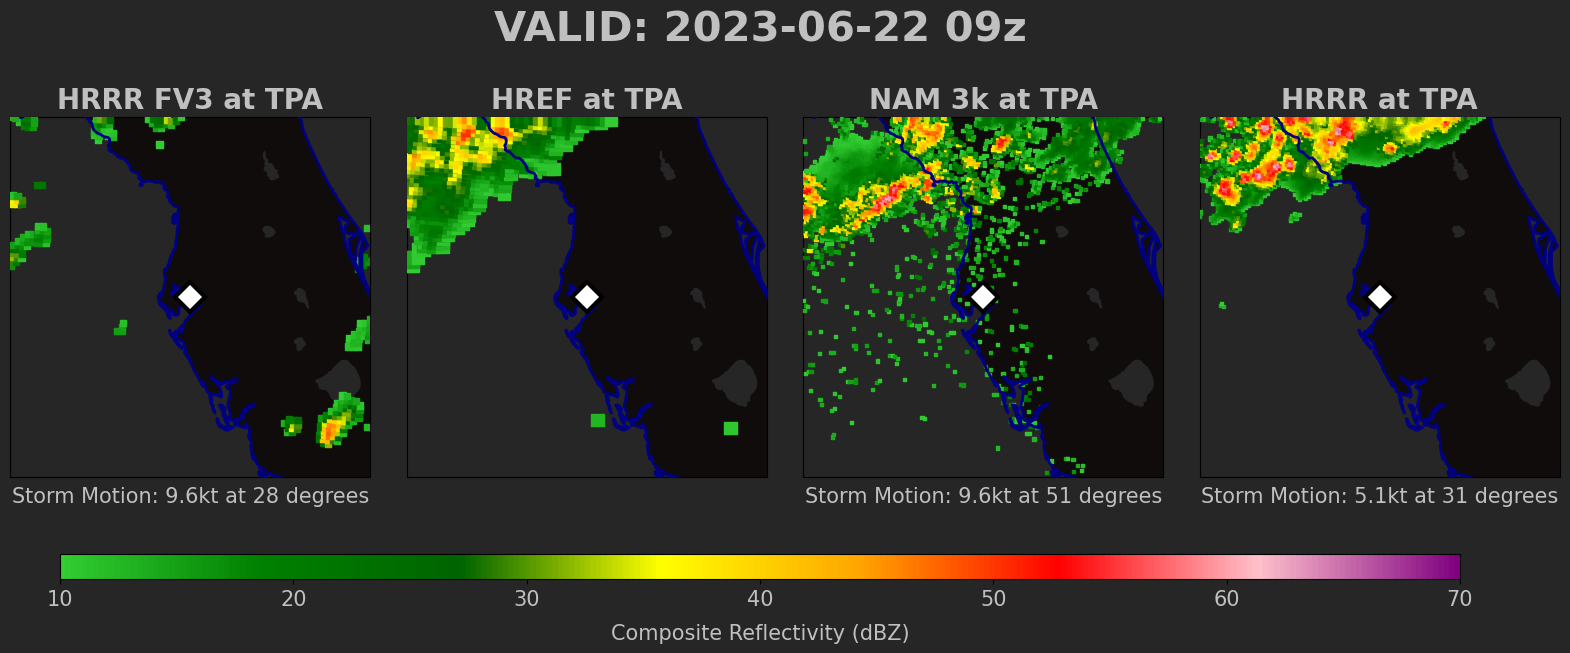 VALID: 2023-06-22 09z
HRRR FV3 at TPA
HREF at TPA
NAM 3k at TPA
HRRR at TPA
Storm Motion: 9.6kt at 28 degrees
Storm Motion: 9.6kt at 51 degrees
Storm Motion: 5.1kt at 31 degrees
10 20 30 40 50 60 70
Composite Reflectivity (dBZ)